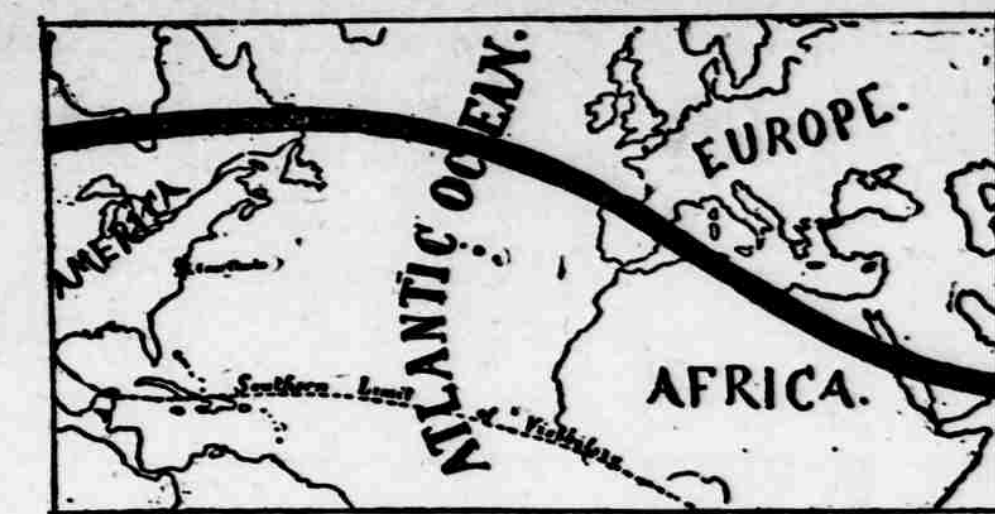 ATLANTIC OCEAN.
EUROPE.
AMERICA
AFRICA.
Southern Limit of Visibility